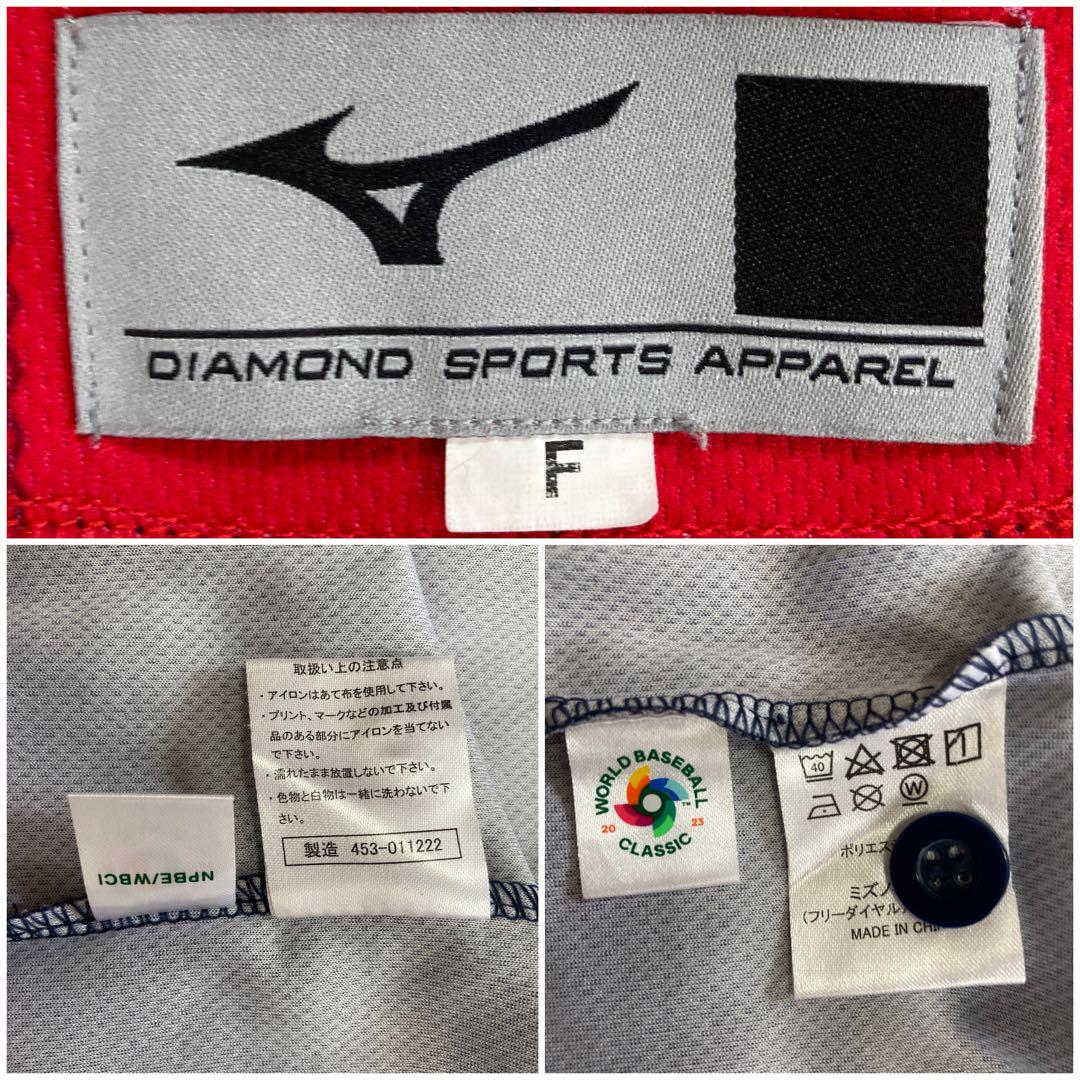 DIAMOND SPORTS APPAREL
F
取扱い上の注意点
・アイロンはあて布を使用して下さい。
・プリント、マークなどの加工及び付属
品のある部分にアイロンを当てない
で下さい。
・濡れたまま放置しないで下さい。
・色物と白物は一緒に洗わないで下
さい。
製造 453-011222
NPBE/WBCI
WORLD BASEBALL
TM
20 23
CLASSIC
40
1
W
ポリエス
ミズノ
(フリーダイヤル
MADE IN CHI